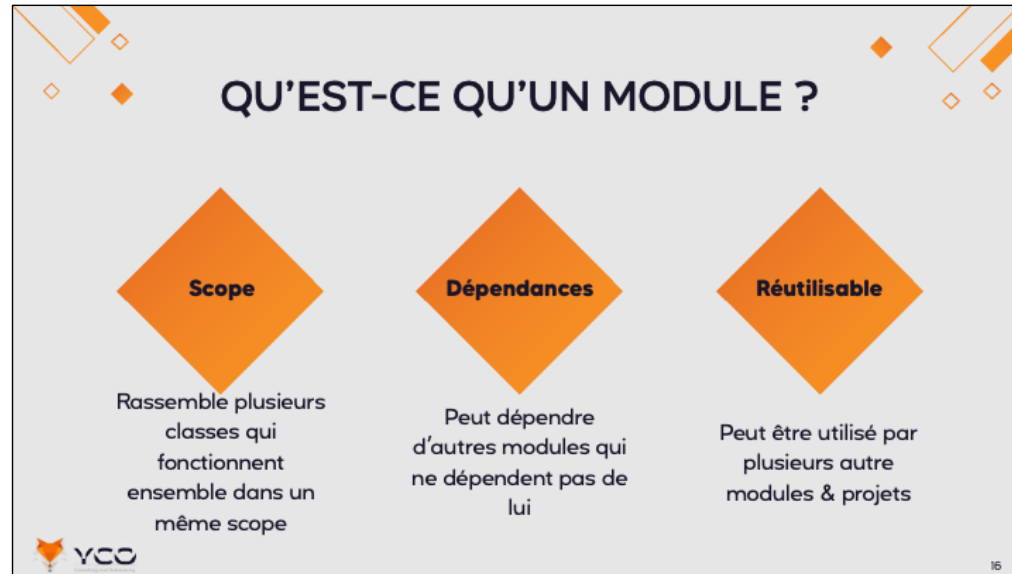 QU'EST-CE QU'UN MODULE ?
Scope
Dépendances
Réutilisable
Rassemble plusieurs
classes qui
fonctionnent
ensemble dans un
même scope
Peut dépendre
d'autres modules qui
ne dépendent pas de
lui
Peut être utilisé par
plusieurs autre
modules & projets
YCO
16